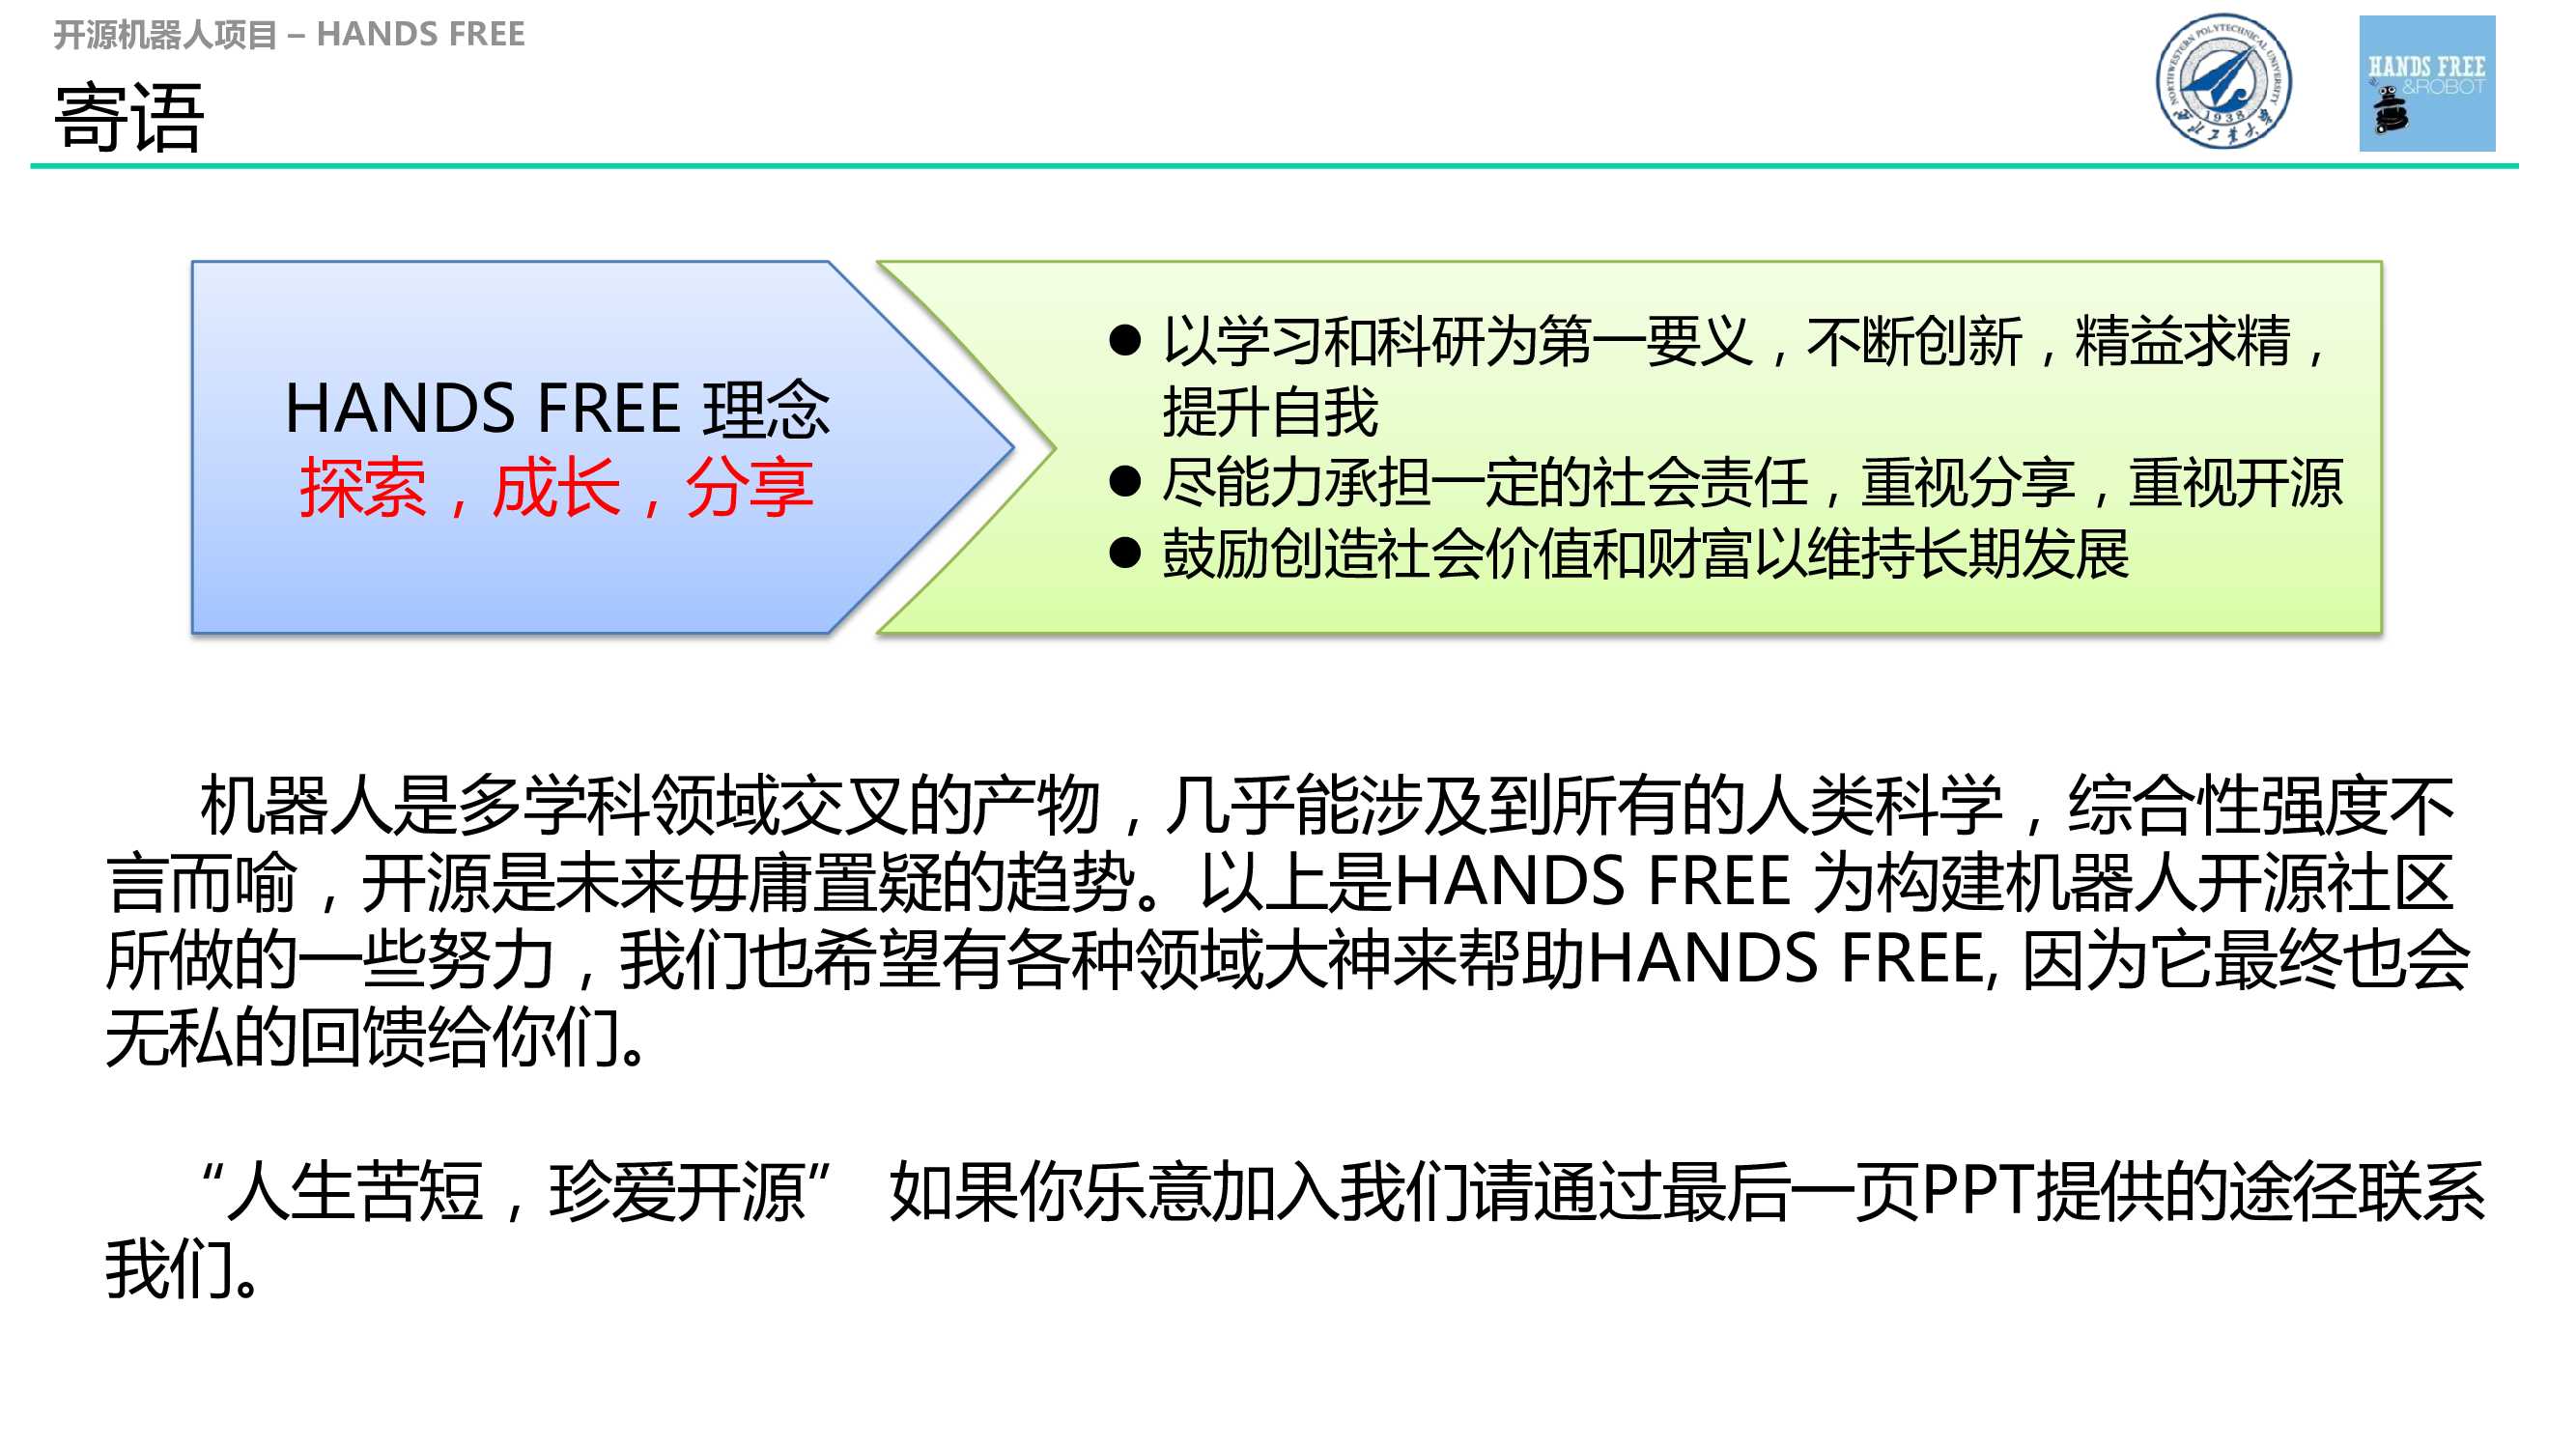 开源机器人项目 – HANDS FREE
寄语
NORTHWESTERN POLYTECHNICAL UNIVERSITY
1938
西北工业大学
HANDS FREE
&ROBOT
HANDS FREE 理念
探索，成长，分享
● 以学习和科研为第一要义，不断创新，精益求精，
提升自我
● 尽能力承担一定的社会责任，重视分享，重视开源
● 鼓励创造社会价值和财富以维持长期发展
机器人是多学科领域交叉的产物，几乎能涉及到所有的人类科学，综合性强度不
言而喻，开源是未来毋庸置疑的趋势。以上是HANDS FREE 为构建机器人开源社区
所做的一些努力，我们也希望有各种领域大神来帮助HANDS FREE, 因为它最终也会
无私的回馈给你们。
“人生苦短，珍爱开源” 如果你乐意加入我们请通过最后一页PPT提供的途径联系
我们。